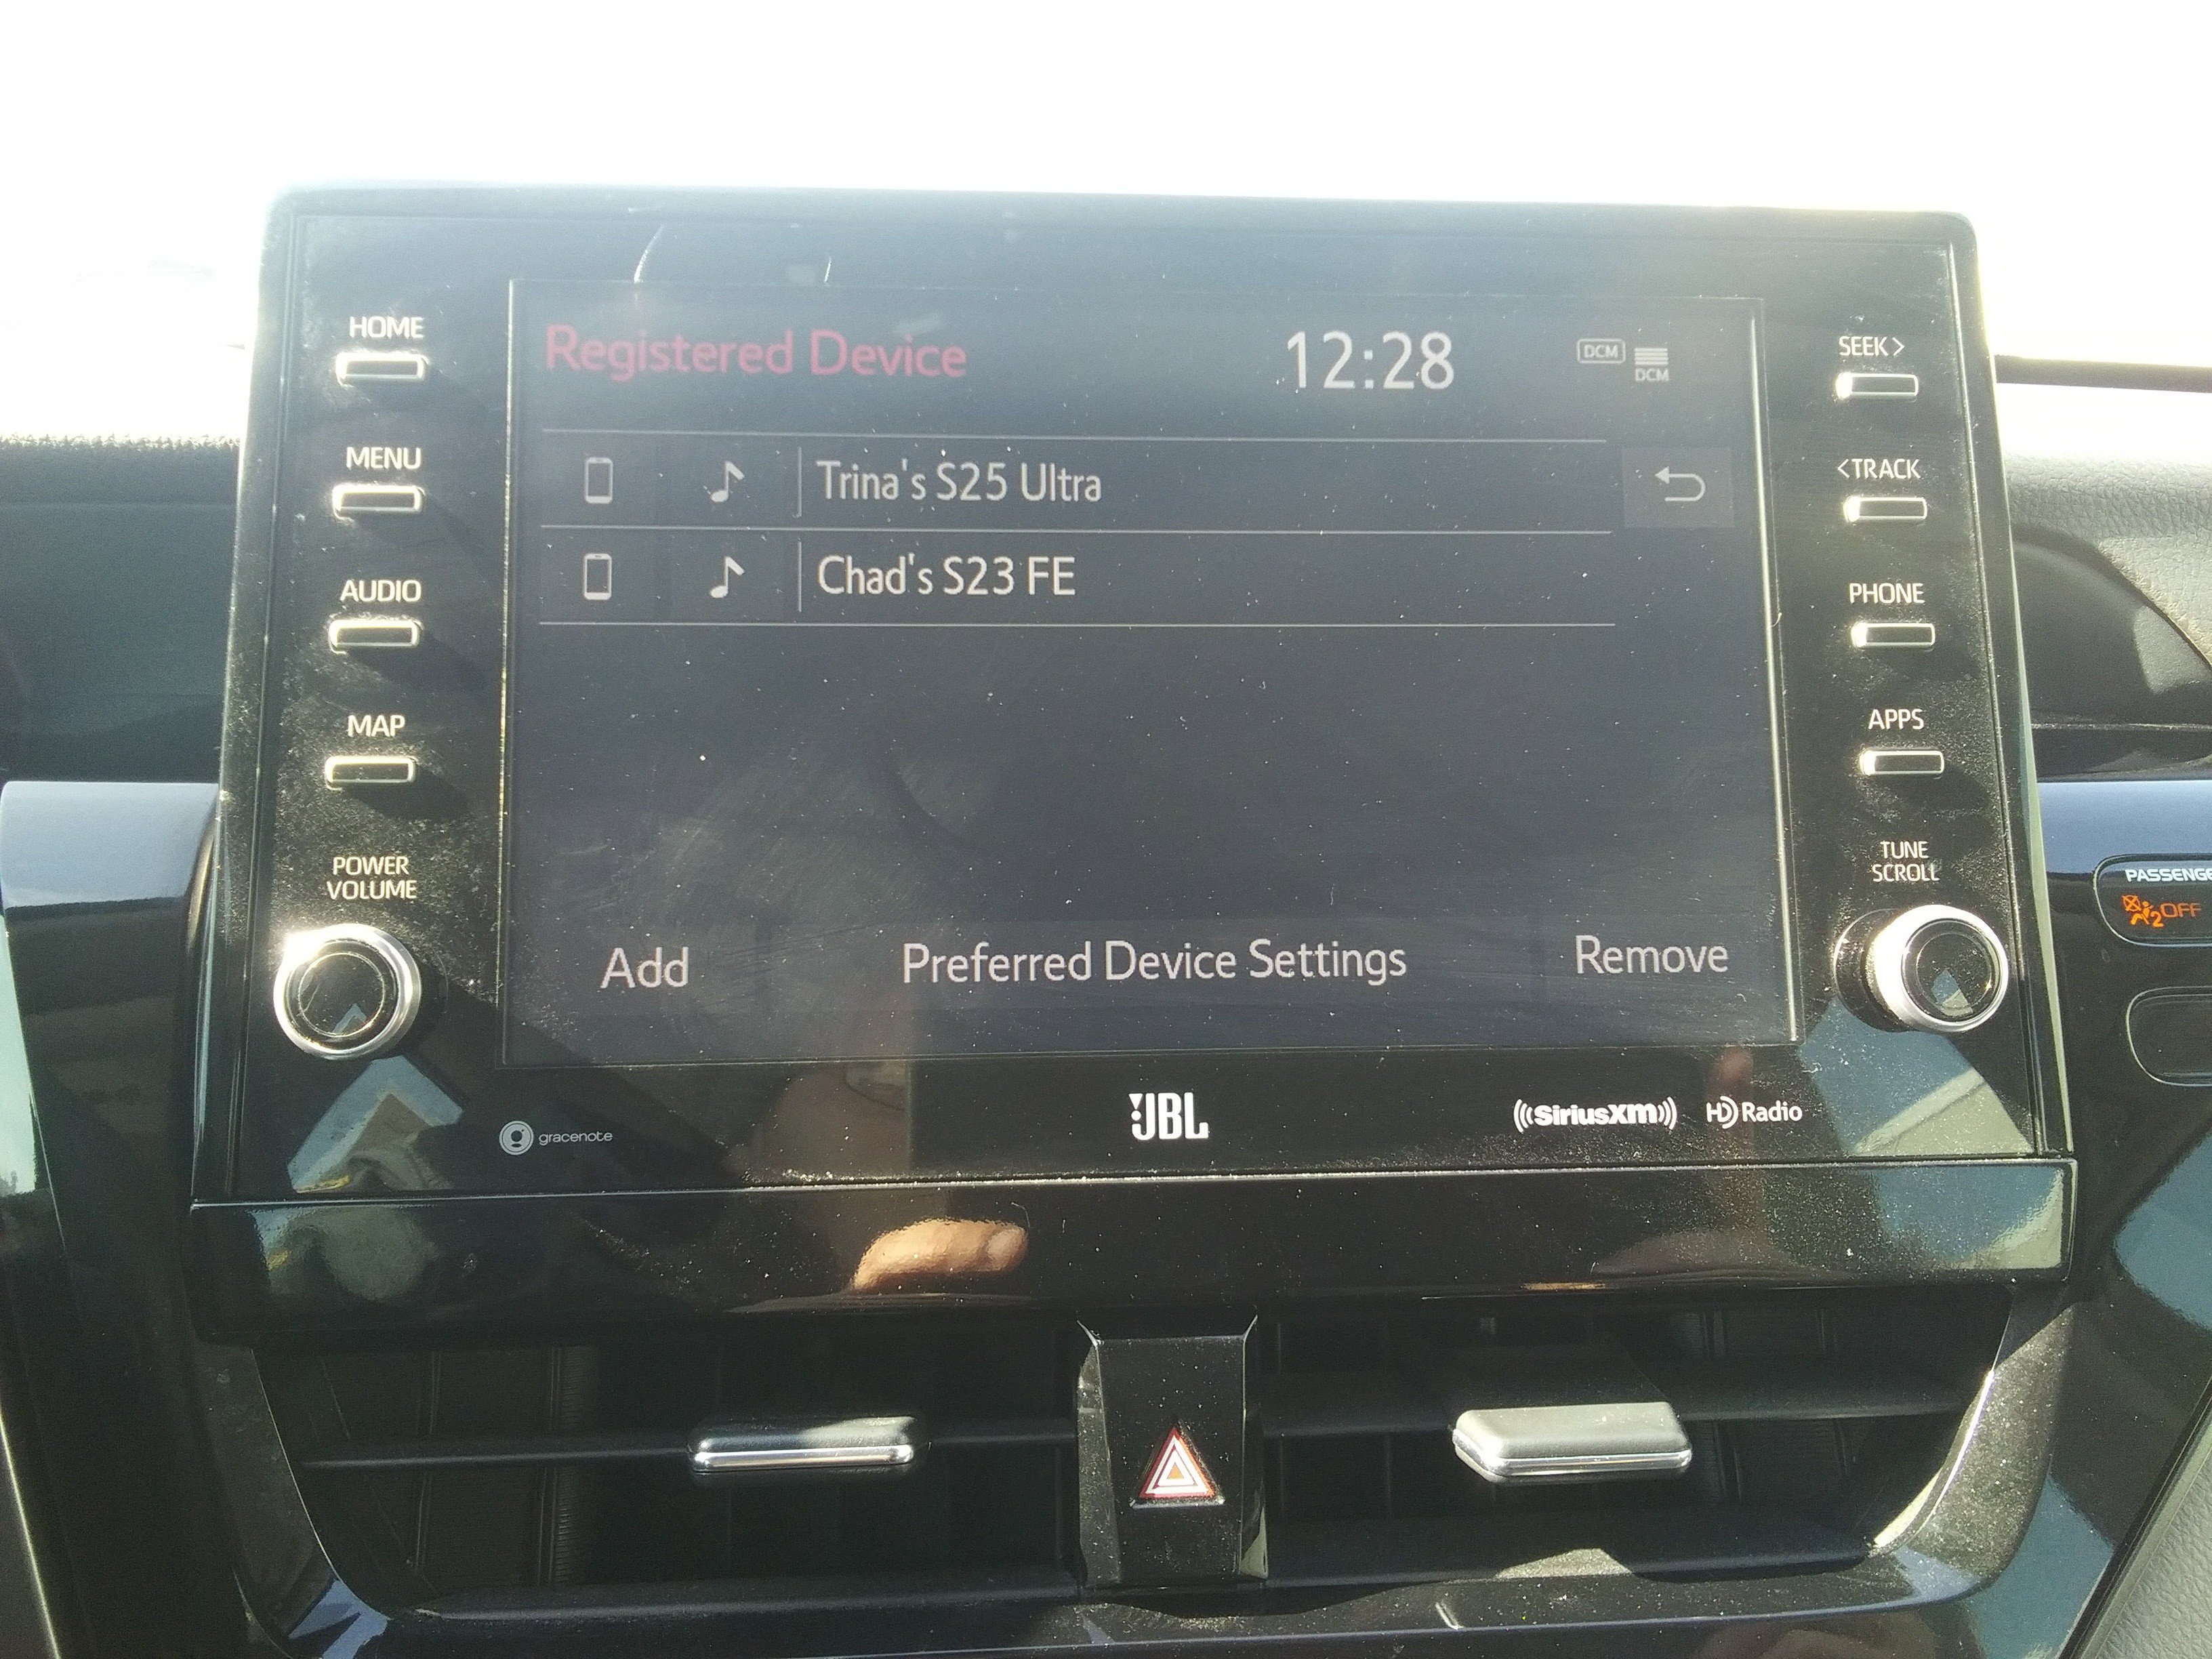 HOME
MENU
AUDIO
MAP
POWER
VOLUME
Registered Device
12:28
DCM
DCM
Trina's S25 Ultra
Chad's S23 FE
Add
Preferred Device Settings
Remove
SEEK>
<TRACK
PHONE
APPS
TUNE
SCROLL
gracenote
JBL
((SiriusXM))
HD Radio
PASSENGE
2 OFF